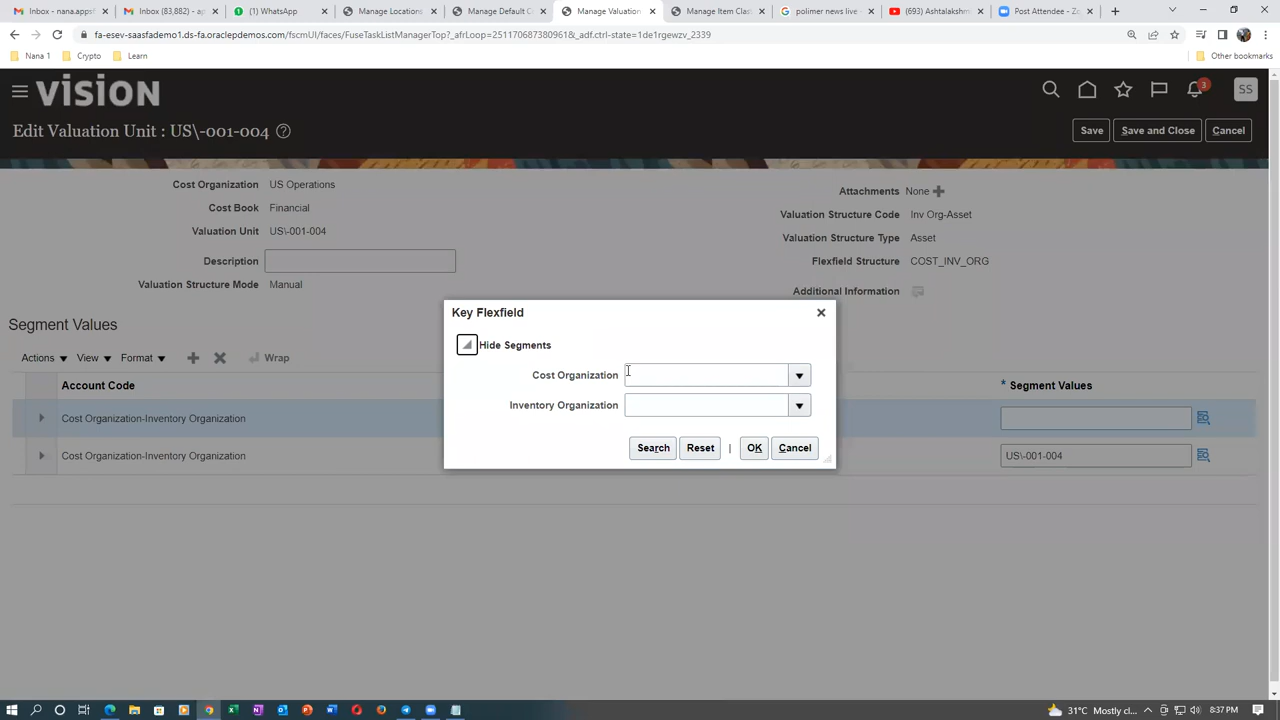 Inbox - nana.apps@
Inbox (83,882) - ap
(1) WhatsApp
Manage Locations
Manage Default C
Manage Valuation
Manage Item Clas
polimer news live -
(693) Ashtalakshm
Post Attendee - Zo
fa-esev-saasfademo1.ds-fa.oraclepdemos.com/fscmUI/faces/FuseTaskListManagerTop?_afrLoop=2511706873809618&_adf.ctrl-state=1de1rgewzv_2339
Nana 1
Crypto
Learn
Other bookmarks
VISION
3
SS
Edit Valuation Unit : US\-001-004
Save
Save and Close
Cancel
Cost Organization US Operations
Attachments None
Cost Book Financial
Valuation Structure Code Inv Org-Asset
Valuation Unit US\-001-004
Valuation Structure Type Asset
Description
Flexfield Structure COST_INV_ORG
Valuation Structure Mode Manual
Additional Information
Segment Values
Actions
View
Format
Wrap
Account Code
* Segment Values
Cost Organization-Inventory Organization
Cost Organization-Inventory Organization
US\-001-004
Key Flexfield
Hide Segments
Cost Organization
Inventory Organization
Search
Reset
OK
Cancel
31°C Mostly cl...
8:37 PM